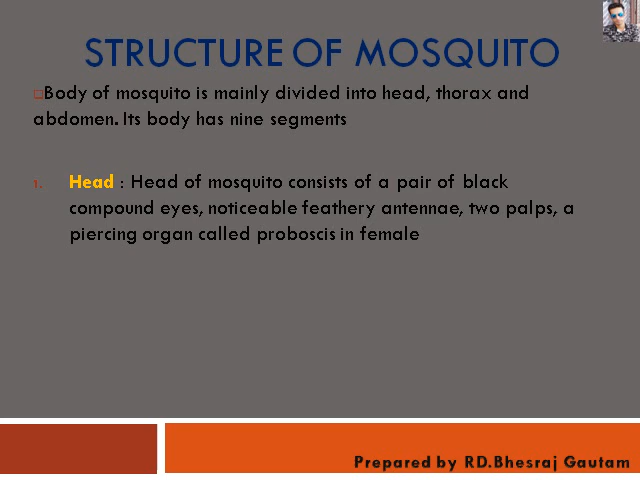 STRUCTURE OF MOSQUITO
Body of mosquito is mainly divided into head, thorax and
abdomen. Its body has nine segments
1. Head : Head of mosquito consists of a pair of black
compound eyes, noticeable feathery antennae, two palps, a
piercing organ called proboscis in female
Prepared by RD.Bhesraj Gautam